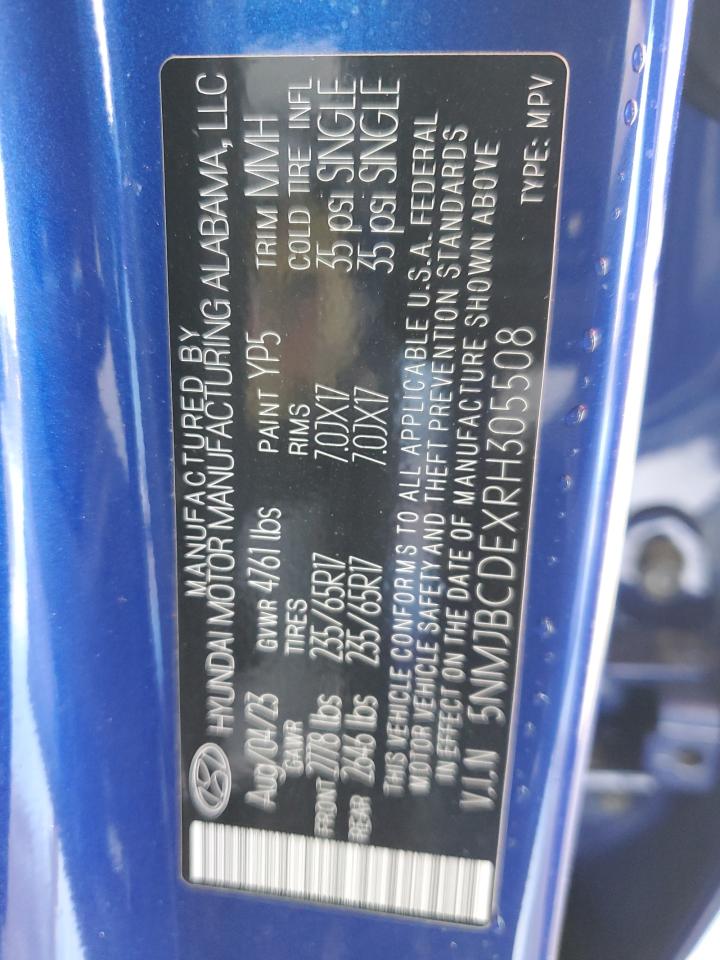 MANUFACTURED BY
HYUNDAI MOTOR MANUFACTURING ALABAMA, LLC
Aug/04/23 GVWR 4761 lbs PAINT YP5 TRIM MMH
GAWR TIRES RIMS COLD TIRE INFL
FRONT 2778 lbs 235/65R17 7.0JX17 35 psi SINGLE
REAR 2646 lbs 235/65R17 7.0JX17 35 psi SINGLE
THIS VEHICLE CONFORMS TO ALL APPLICABLE U.S.A. FEDERAL
MOTOR VEHICLE SAFETY AND THEFT PREVENTION STANDARDS
IN EFFECT ON THE DATE OF MANUFACTURE SHOWN ABOVE
V.I.N 5NMJBCDEXRH305508 TYPE: MPV